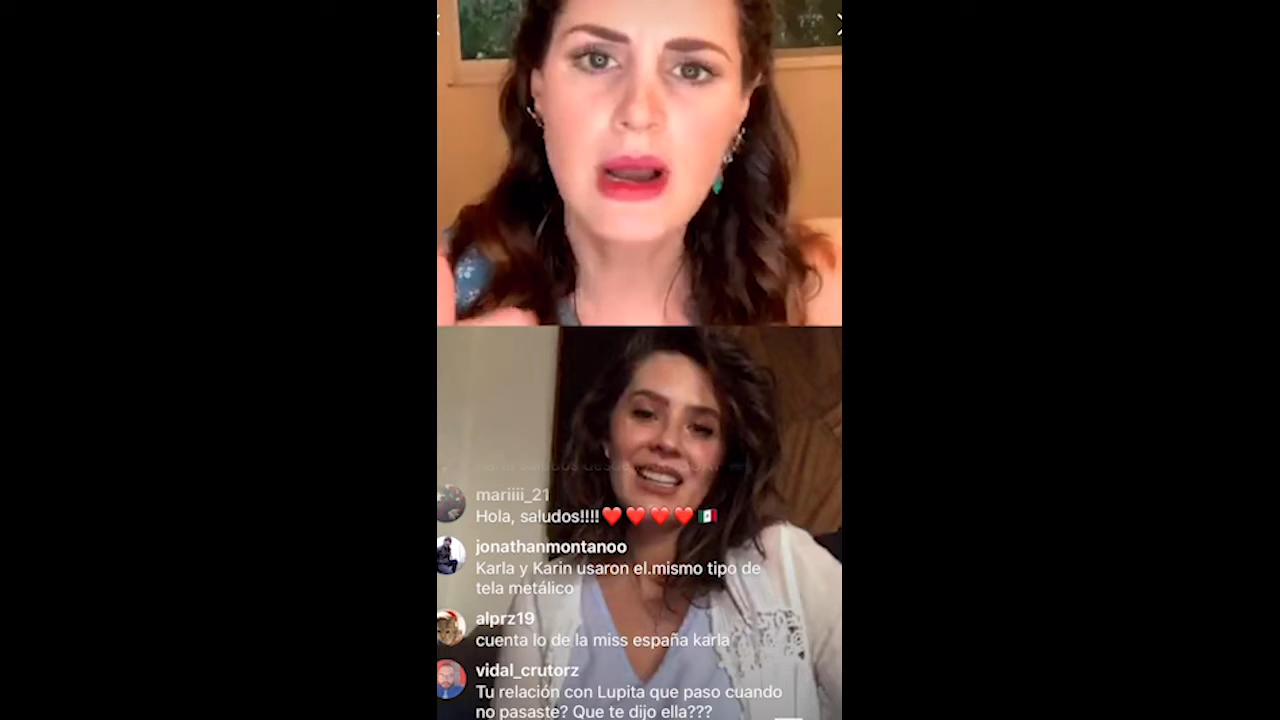 mariiii_21
Hola, saludos!!!!❤️❤️❤️❤️🇲🇽
jonathanmontanoo
Karla y Karin usaron el.mismo tipo de
tela metálico
alprz19
cuenta lo de la miss españa karla
vidal_crutorz
Tu relación con Lupita que paso cuando
no pasaste? Que te dijo ella???